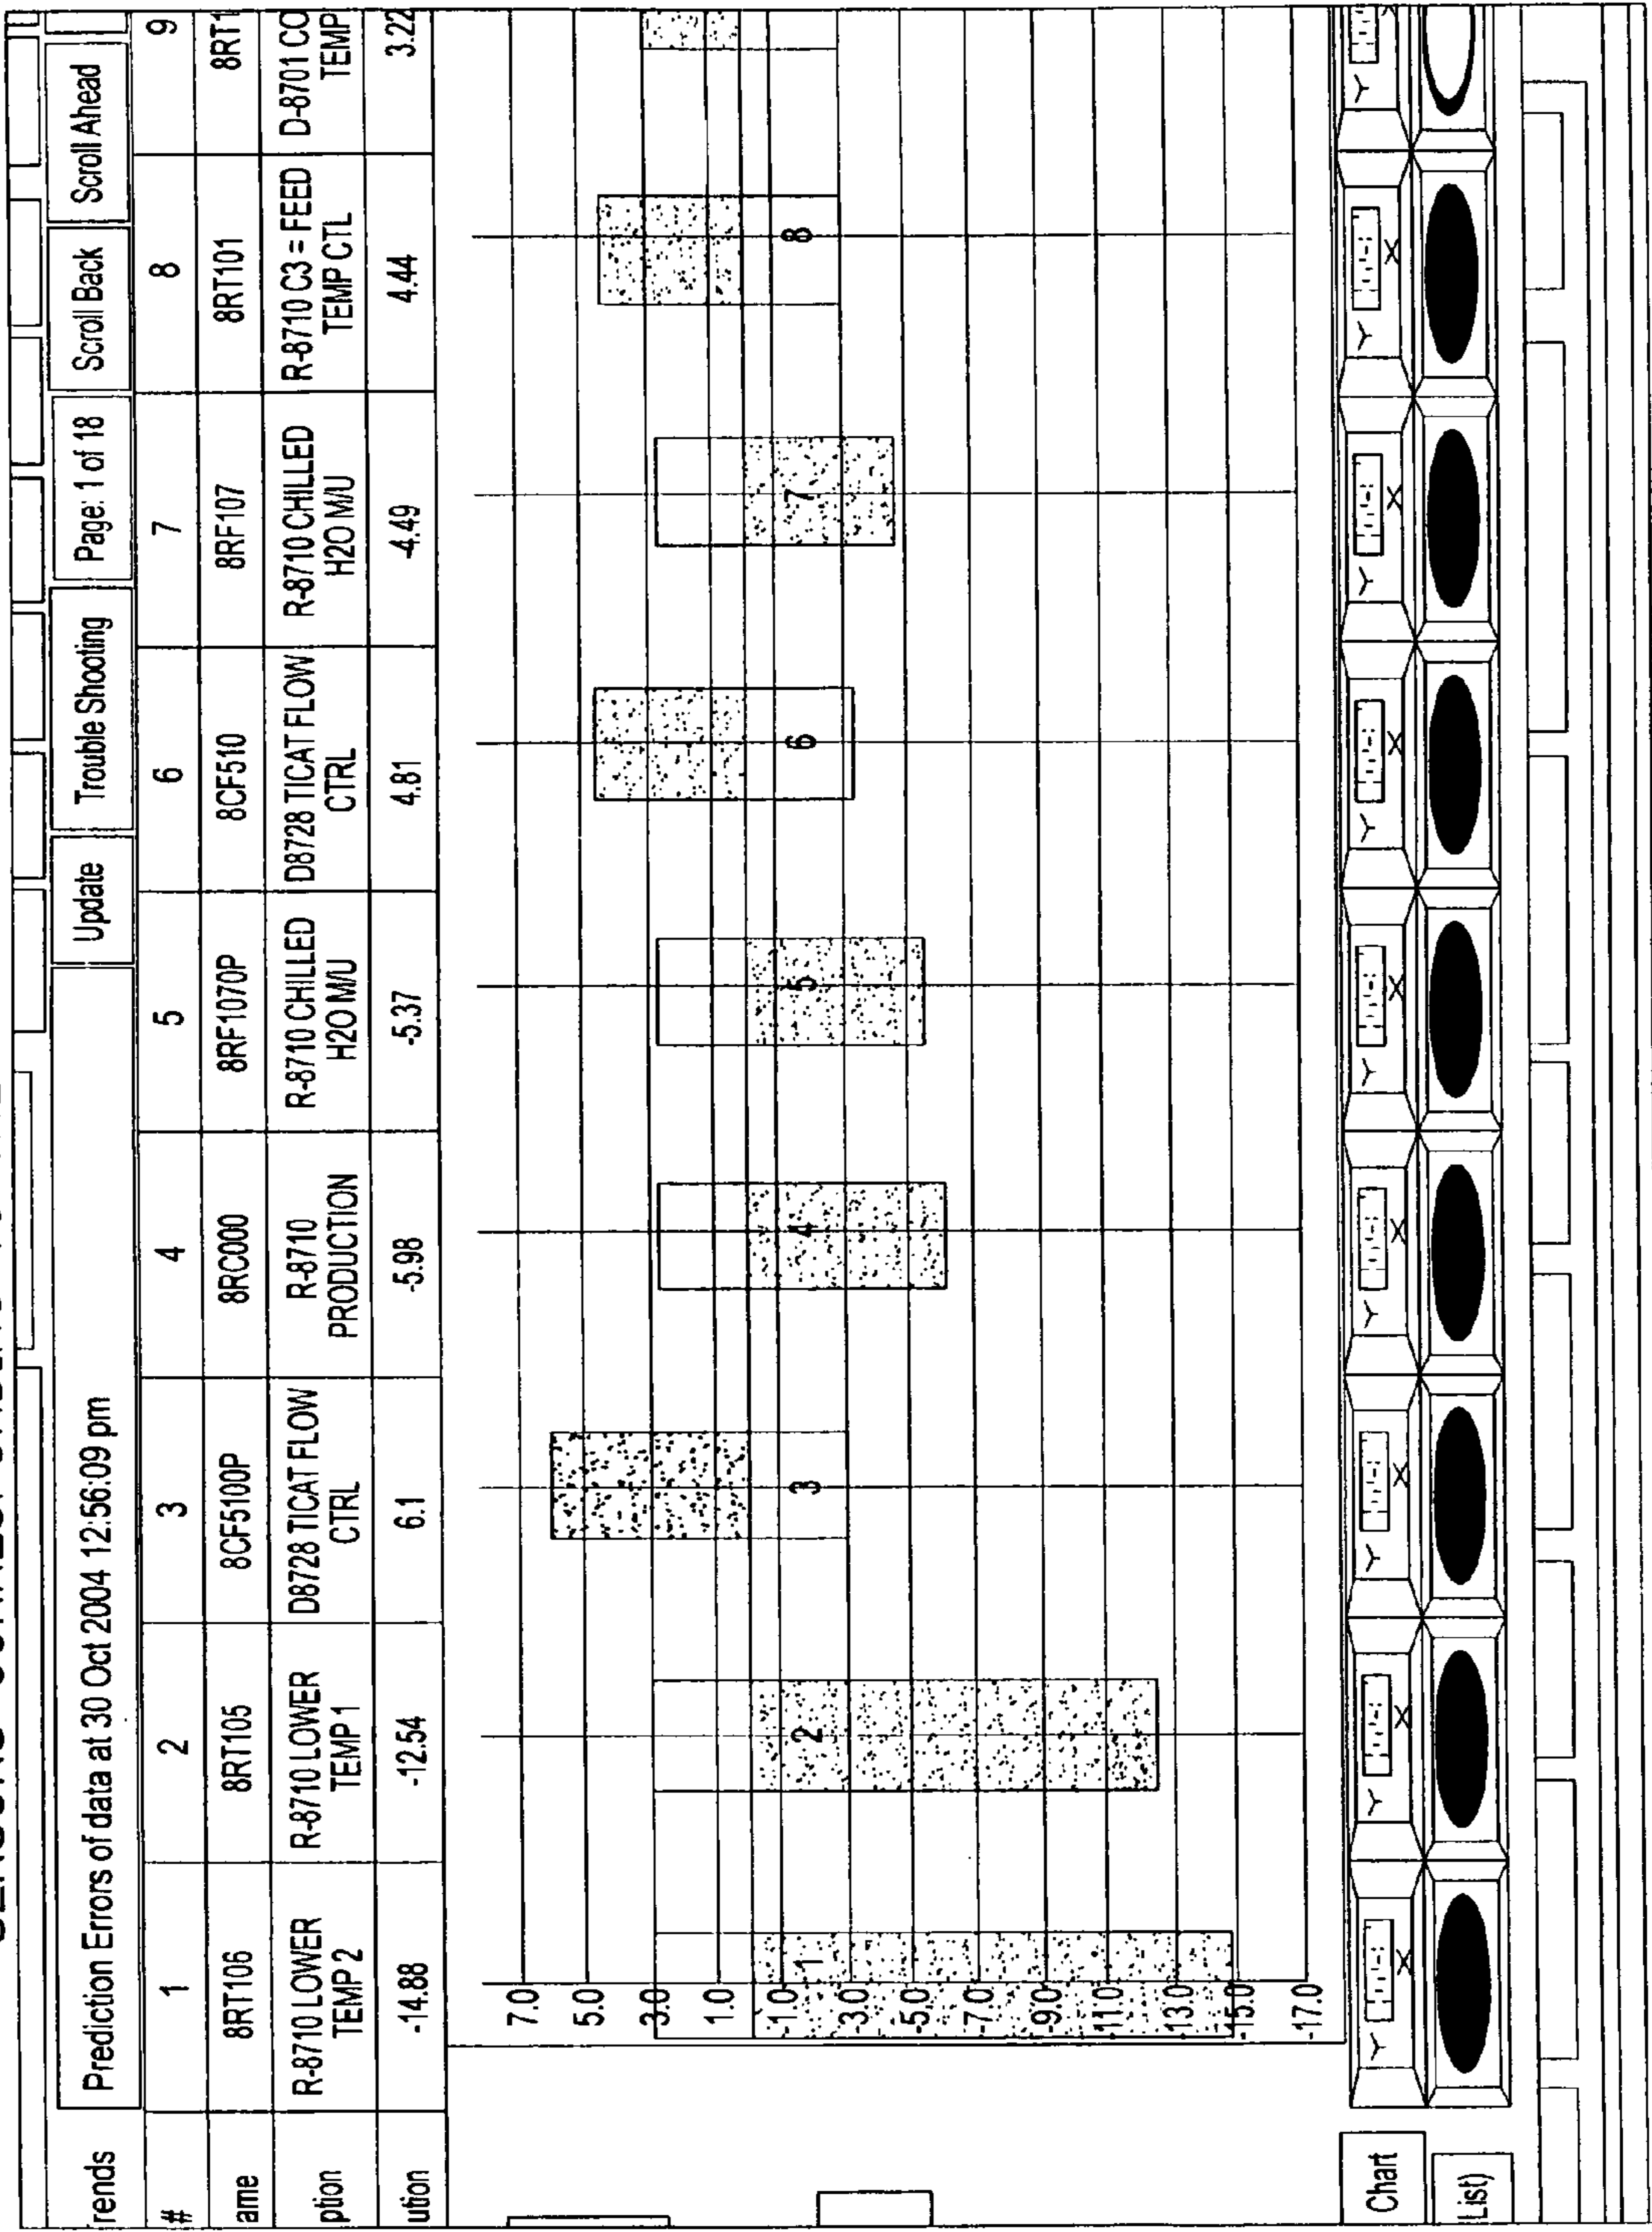 rends Prediction Errors of data at 30 Oct 2004 12:56:09 pm Update Trouble Shooting Page: 1 of 18 Scroll Back Scroll Ahead
# 1 2 3 4 5 6 7 8 9
ame 8RT106 8RT105 8CF5100P 8RC000 8RF1070P 8CF510 8RF107 8RT101 8RT1
ption R-8710 LOWER TEMP 2 R-8710 LOWER TEMP 1 D8728 TICAT FLOW CTRL R-8710 PRODUCTION R-8710 CHILLED H2O M/U D8728 TICAT FLOW CTRL R-8710 CHILLED H2O M/U R-8710 C3 = FEED TEMP CTL D-8701 CO TEMP
ution -14.88 -12.54 6.1 -5.98 -5.37 4.81 -4.49 4.44 3.22
7.0
5.0
3.0
1.0
-1.0
-3.0
-5.0
-7.0
-9.0
-11.0
-13.0
-15.0
-17.0
1 2 3 4 5 6 7 8
Chart Y X Y X Y X Y X Y X Y X Y X Y X Y X
List)